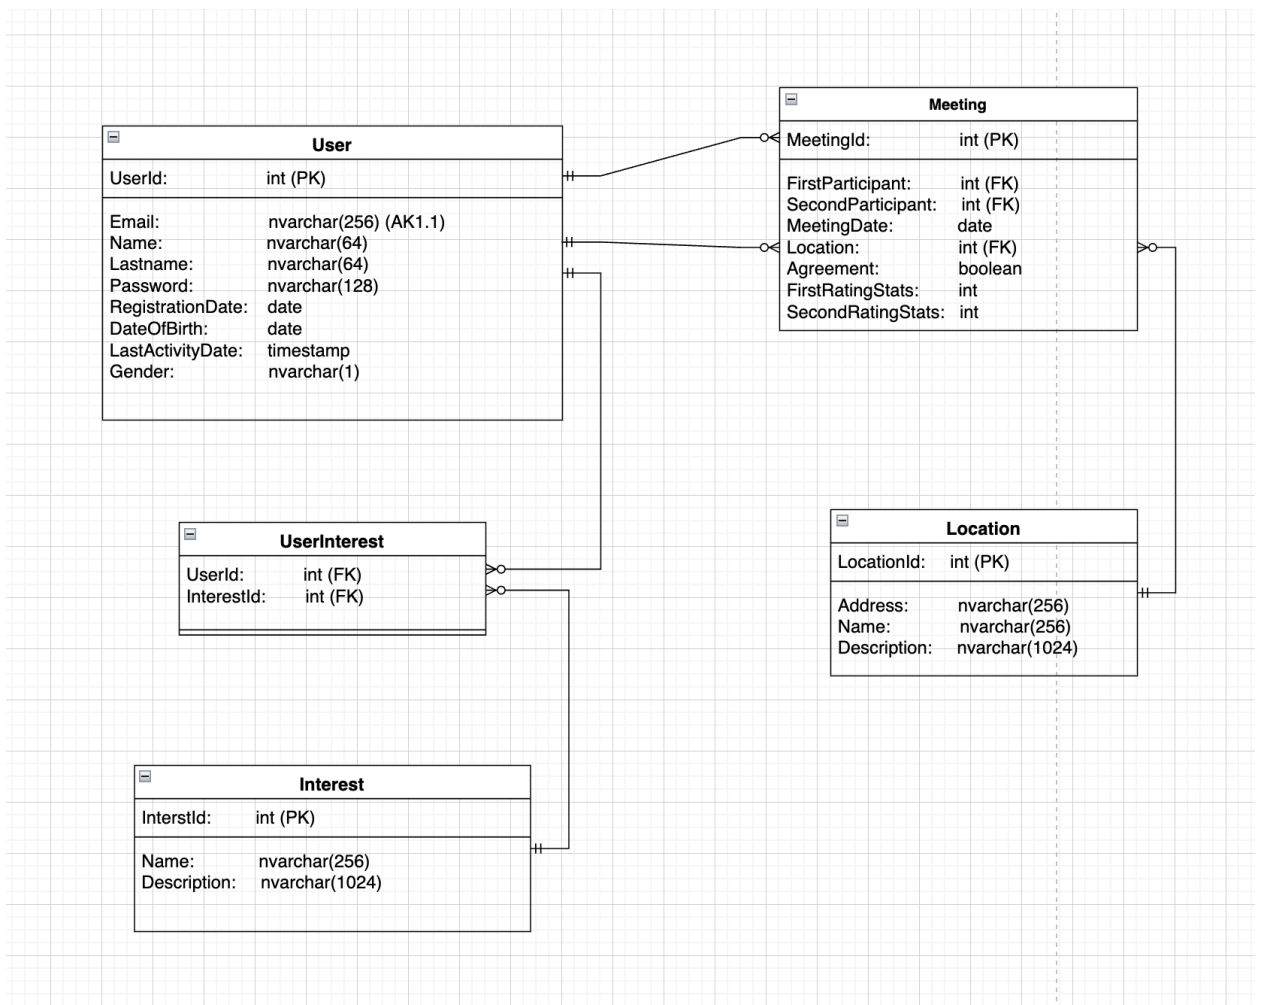 User
UserId: int (PK)
Email: nvarchar(256) (AK1.1)
Name: nvarchar(64)
Lastname: nvarchar(64)
Password: nvarchar(128)
RegistrationDate: date
DateOfBirth: date
LastActivityDate: timestamp
Gender: nvarchar(1)
Meeting
MeetingId: int (PK)
FirstParticipant: int (FK)
SecondParticipant: int (FK)
MeetingDate: date
Location: int (FK)
Agreement: boolean
FirstRatingStats: int
SecondRatingStats: int
UserInterest
UserId: int (FK)
InterestId: int (FK)
Location
LocationId: int (PK)
Address: nvarchar(256)
Name: nvarchar(256)
Description: nvarchar(1024)
Interest
InterstId: int (PK)
Name: nvarchar(256)
Description: nvarchar(1024)